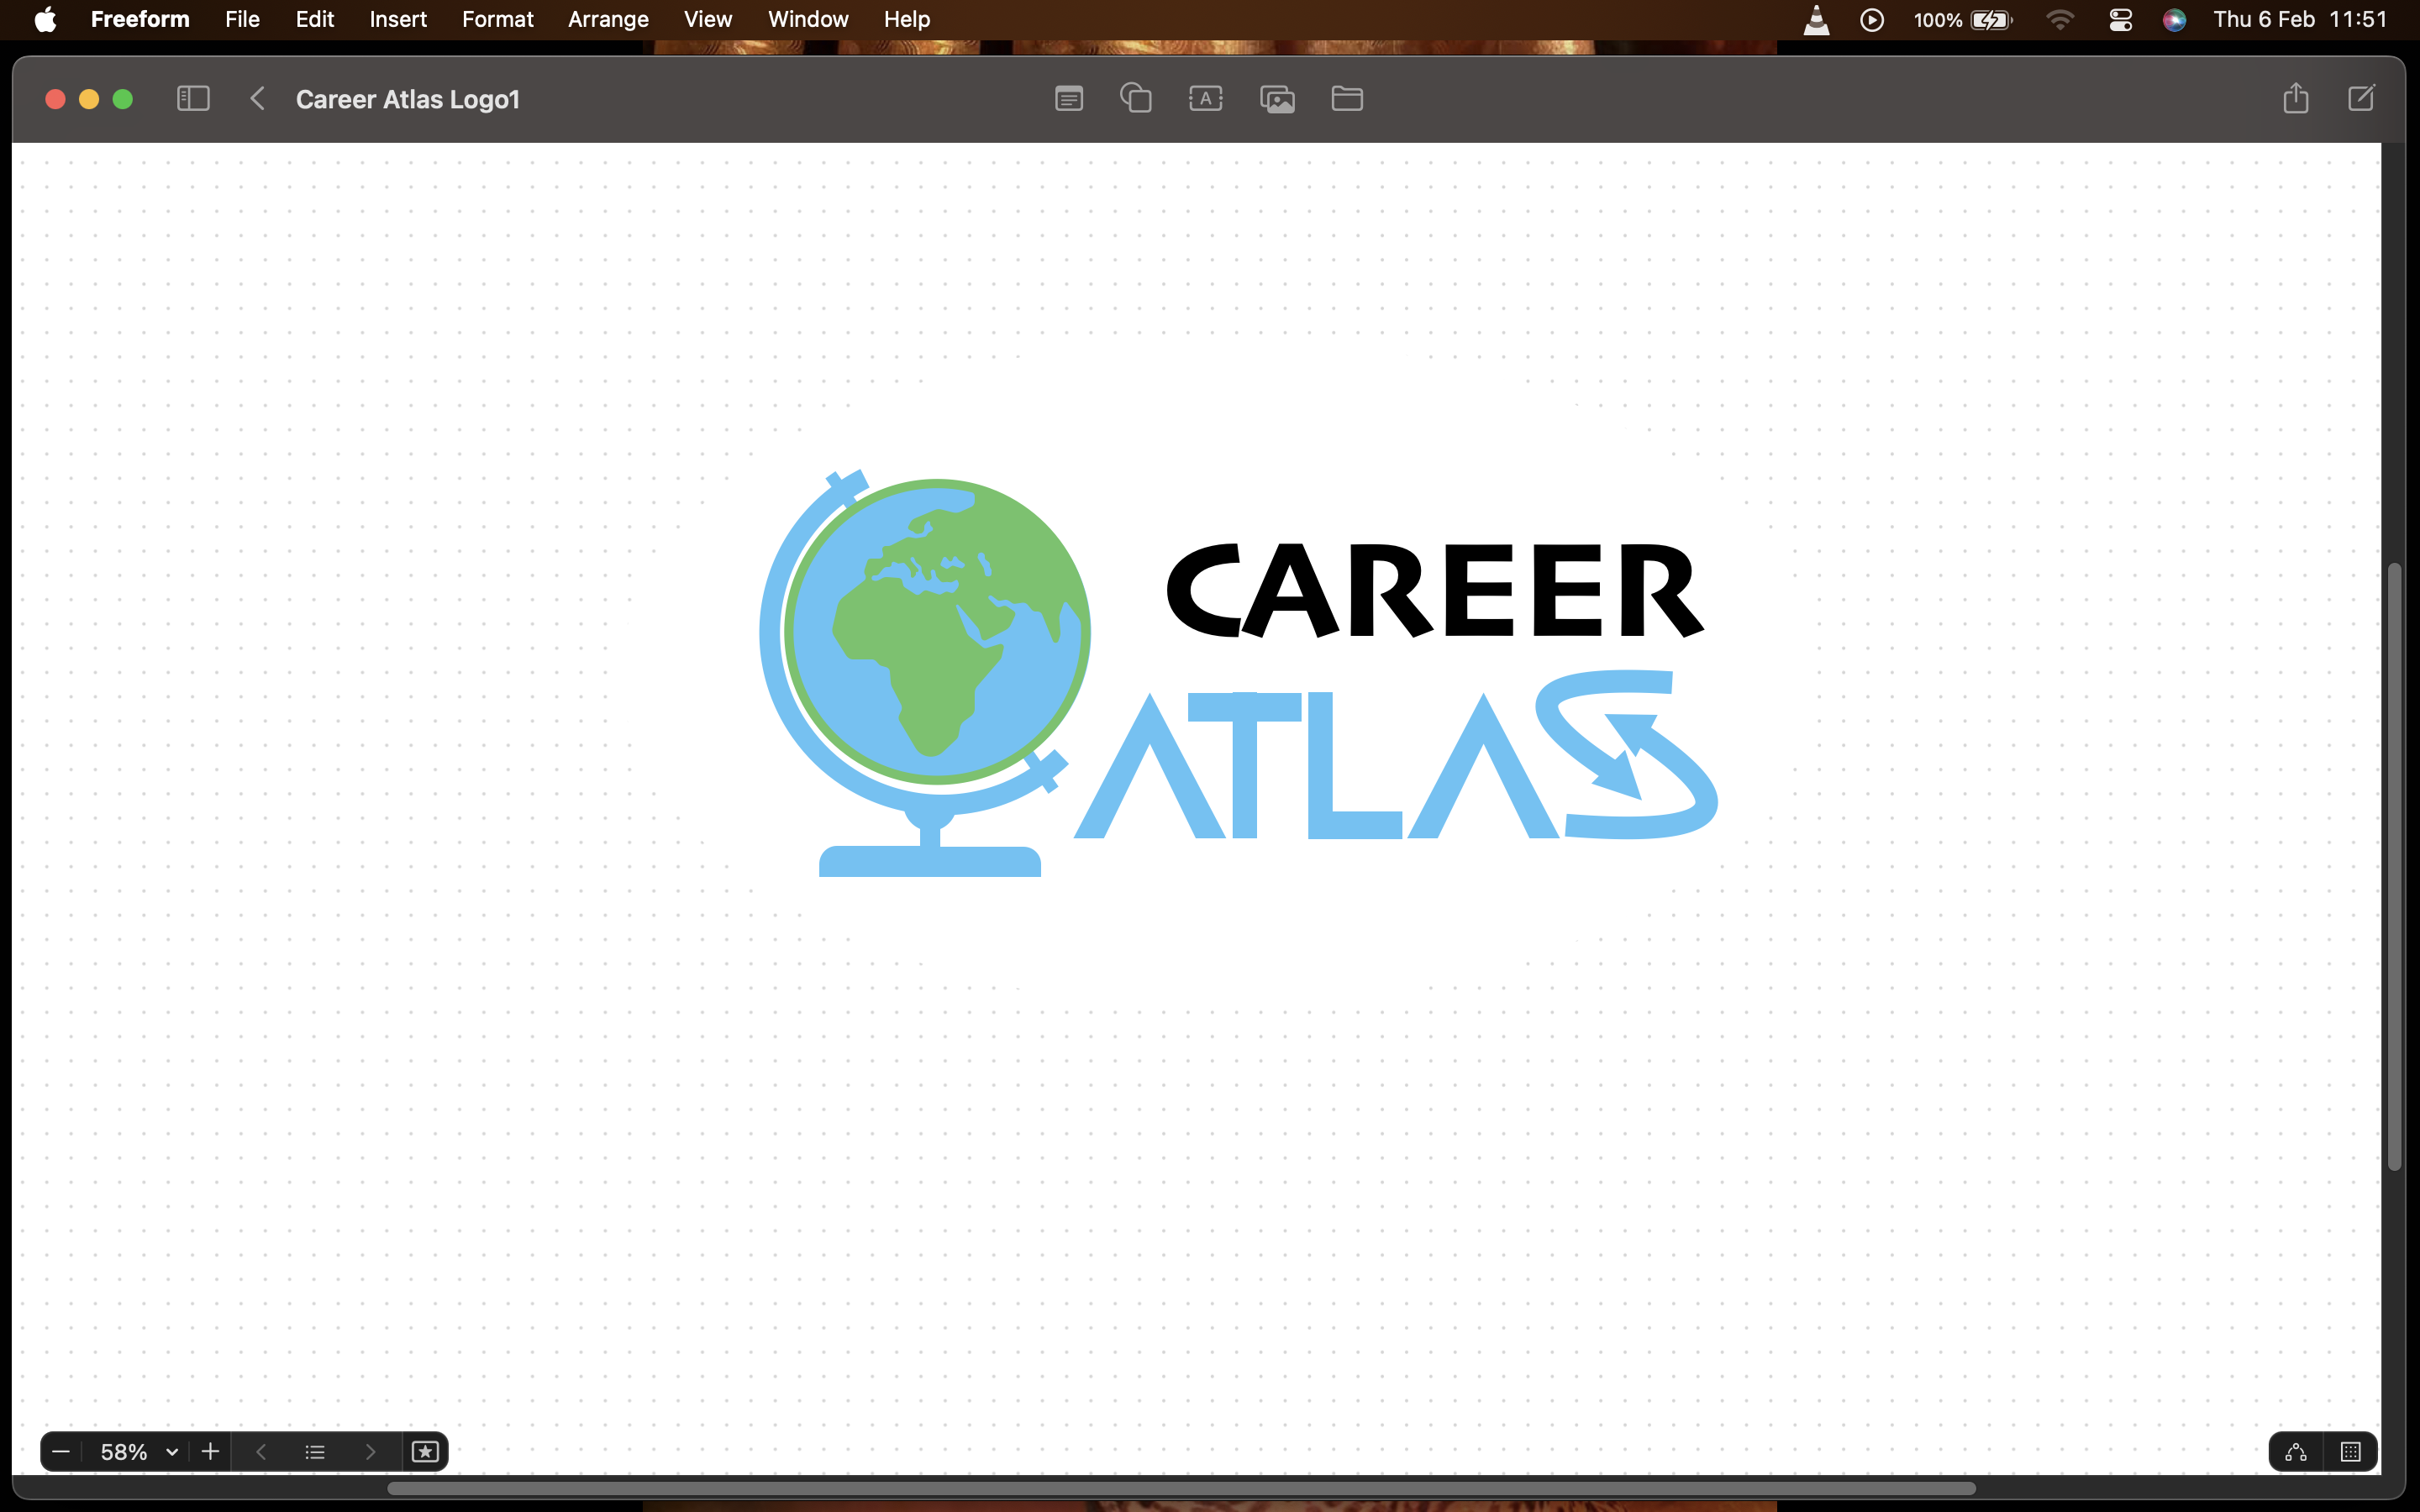 Freeform File Edit Insert Format Arrange View Window Help 100% Thu 6 Feb 11:51
Career Atlas Logo1
A
CAREER
ATLAS
58%